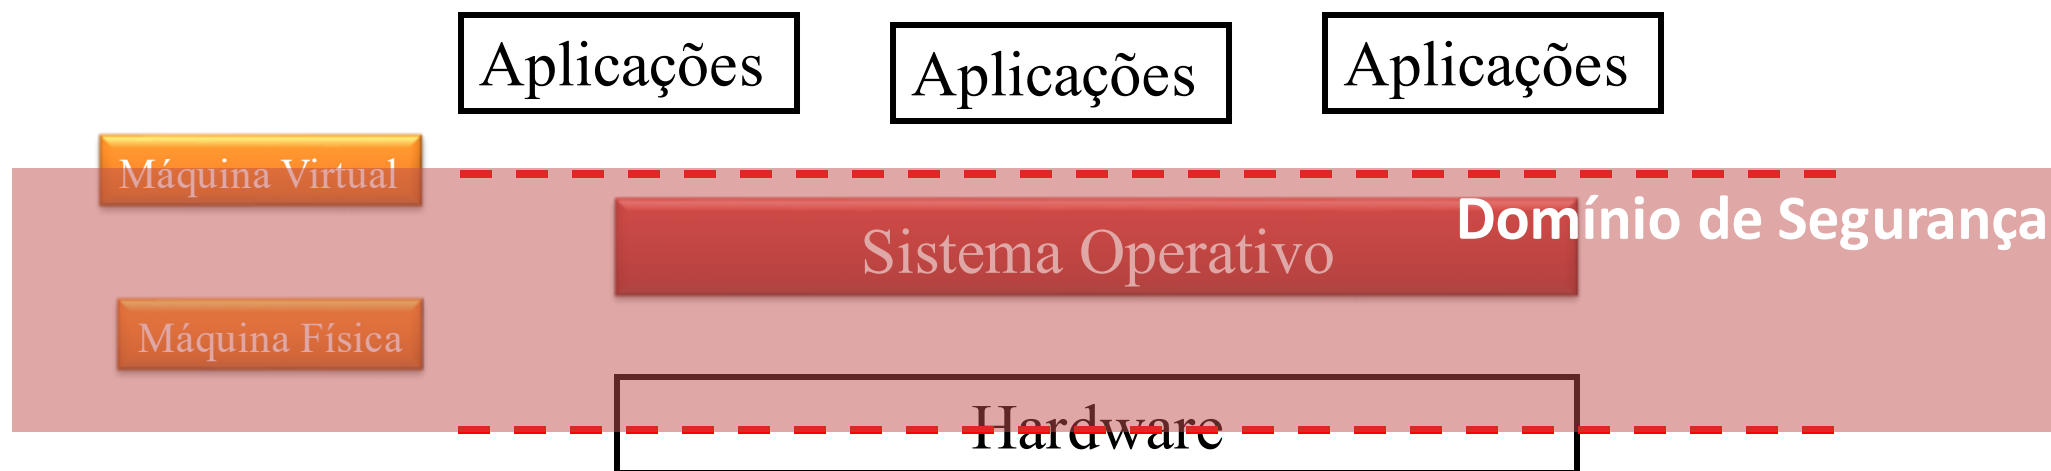 Aplicações
Aplicações
Aplicações
Máquina Virtual
Domínio de Segurança
Sistema Operativo
Máquina Física
Hardware